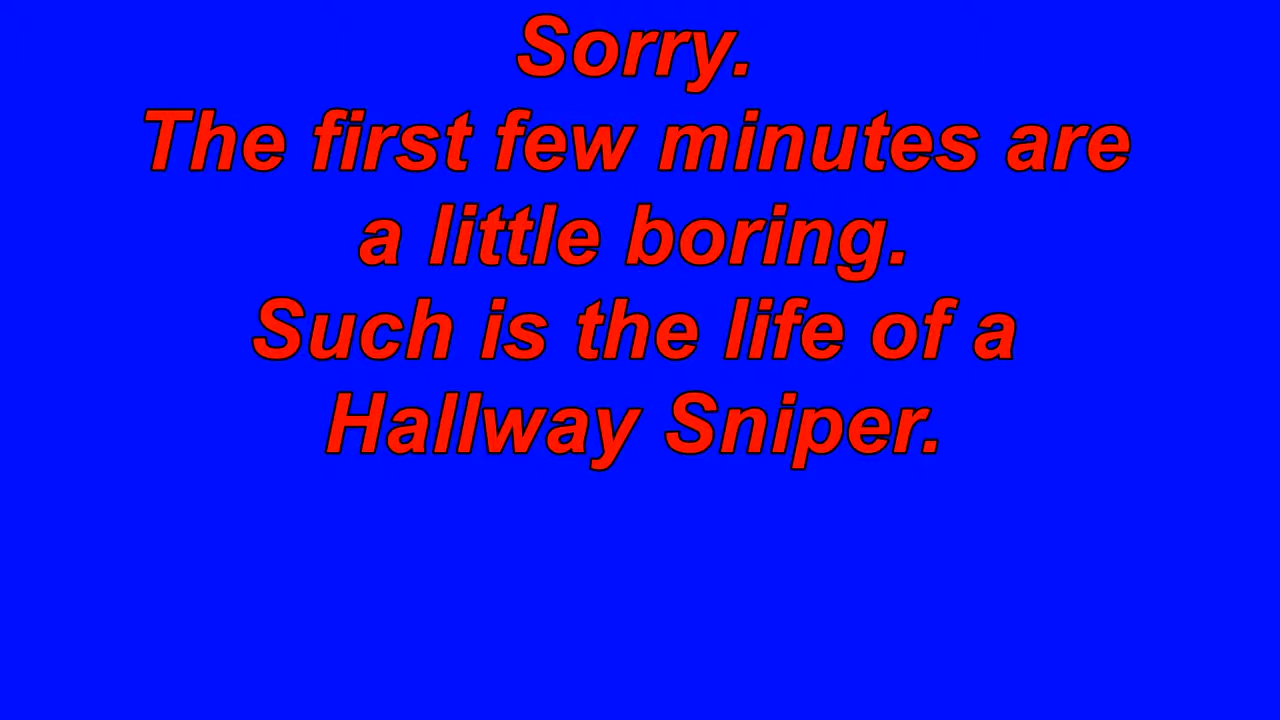 Sorry.
The first few minutes are
a little boring.
Such is the life of a
Hallway Sniper.